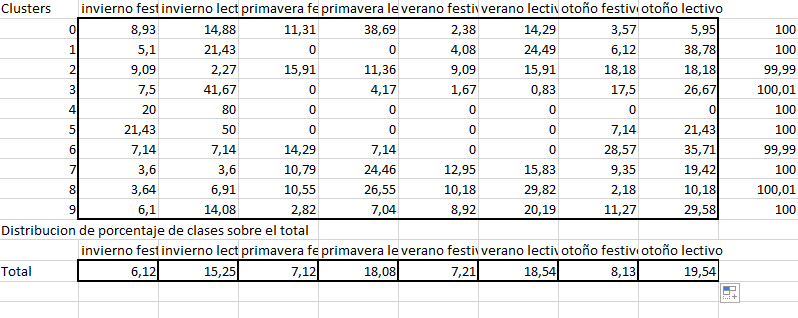 Clusters invierno fest invierno lect primavera fe primavera le verano festiv verano lectivo otoño festivo otoño lectivo
0 8,93 14,88 11,31 38,69 2,38 14,29 3,57 5,95 100
1 5,1 21,43 0 0 4,08 24,49 6,12 38,78 100
2 9,09 2,27 15,91 11,36 9,09 15,91 18,18 18,18 99,99
3 7,5 41,67 0 4,17 1,67 0,83 17,5 26,67 100,01
4 20 80 0 0 0 0 0 0 100
5 21,43 50 0 0 0 0 7,14 21,43 100
6 7,14 7,14 14,29 7,14 0 0 28,57 35,71 99,99
7 3,6 3,6 10,79 24,46 12,95 15,83 9,35 19,42 100
8 3,64 6,91 10,55 26,55 10,18 29,82 2,18 10,18 100,01
9 6,1 14,08 2,82 7,04 8,92 20,19 11,27 29,58 100
Distribucion de porcentaje de clases sobre el total
invierno fest invierno lect primavera fe primavera le verano festiv verano lectivo otoño festivo otoño lectivo
Total 6,12 15,25 7,12 18,08 7,21 18,54 8,13 19,54